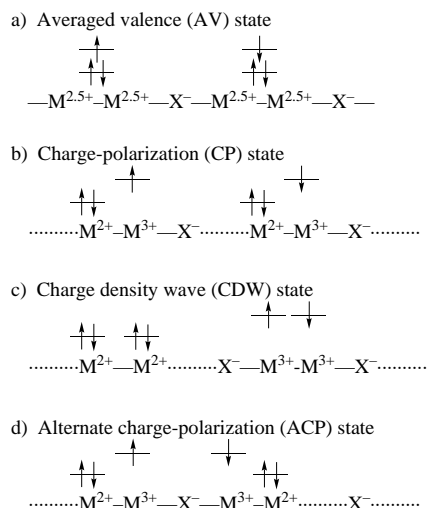 a) Averaged valence (AV) state
—M2.5+–M2.5+—X−—M2.5+–M2.5+—X−—
b) Charge-polarization (CP) state
..........M2+–M3+—X−..........M2+–M3+—X−..........
c) Charge density wave (CDW) state
..........M2+—M2+..........X−—M3+-M3+—X−..........
d) Alternate charge-polarization (ACP) state
..........M2+–M3+—X−—M3+–M2+..........X−..........